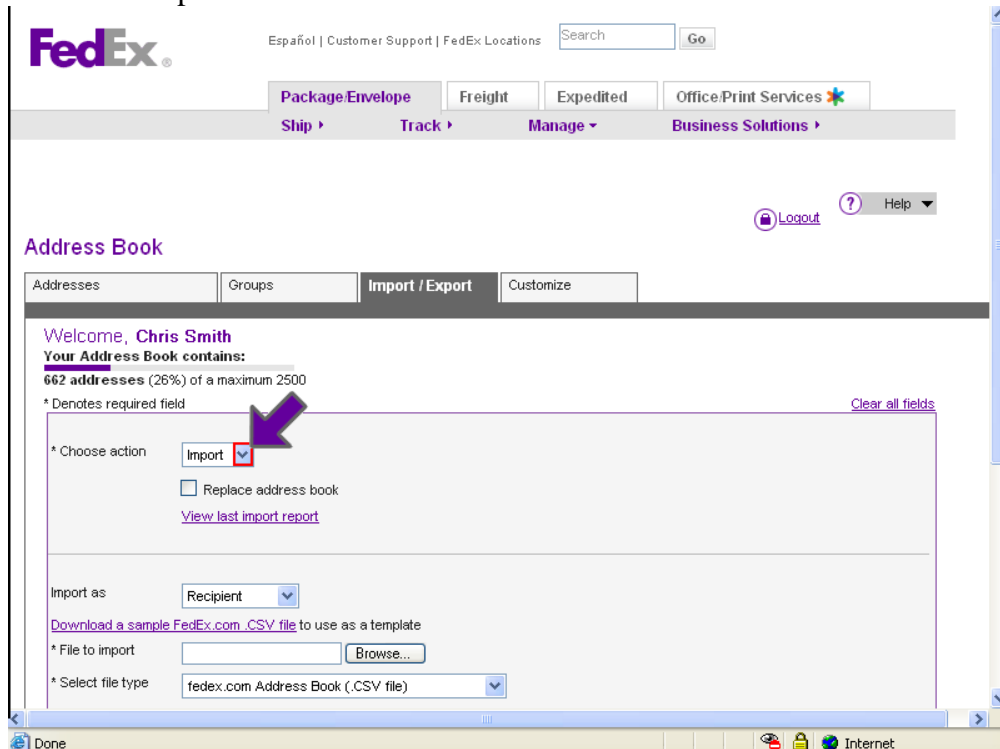 FedEx®
Español | Customer Support | FedEx Locations Search Go
Package/Envelope Freight Expedited Office/Print Services
Ship Track Manage Business Solutions
? Help
Logout
Address Book
Addresses Groups Import / Export Customize
Welcome, Chris Smith
Your Address Book contains:
662 addresses (26%) of a maximum 2500
* Denotes required field Clear all fields
* Choose action Import
Replace address book
View last import report
Import as Recipient
Download a sample FedEx.com .CSV file to use as a template
* File to import Browse...
* Select file type fedex.com Address Book (.CSV file)
Done Internet